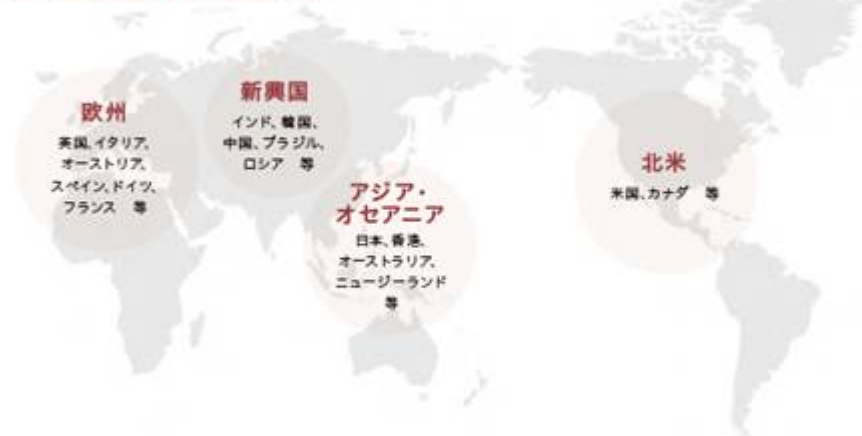 欧州
英国、イタリア、
オーストリア、
スペイン、ドイツ、
フランス　等
新興国
インド、韓国、
中国、ブラジル、
ロシア　等
アジア・
オセアニア
日本、香港、
オーストラリア、
ニュージーランド
等
北米
米国、カナダ　等